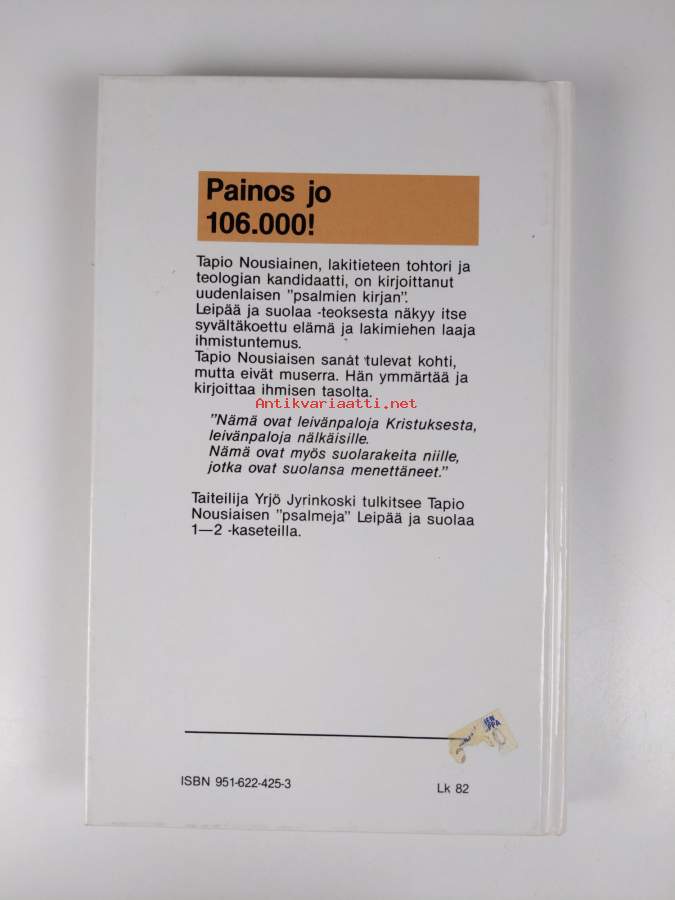 Painos jo
106.000!
Tapio Nousiainen, lakitieteen tohtori ja
teologian kandidaatti, on kirjoittanut
uudenlaisen "psalmien kirjan".
Leipää ja suolaa -teoksesta näkyy itse
syvältäkoettu elämä ja lakimiehen laaja
ihmistuntemus.
Tapio Nousiaisen sanat tulevat kohti,
mutta eivät muserra. Hän ymmärtää ja
kirjoittaa ihmisen tasolta.
Antikvariaatti.net
"Nämä ovat leivänpaloja Kristuksesta,
leivänpaloja nälkäisille.
Nämä ovat myös suolarakeita niille,
jotka ovat suolansa menettäneet."
Taiteilija Yrjö Jyrinkoski tulkitsee Tapio
Nousiaisen "psalmeja" Leipää ja suolaa
1—2 -kaseteilla.
ISBN 951-622-425-3
Lk 82